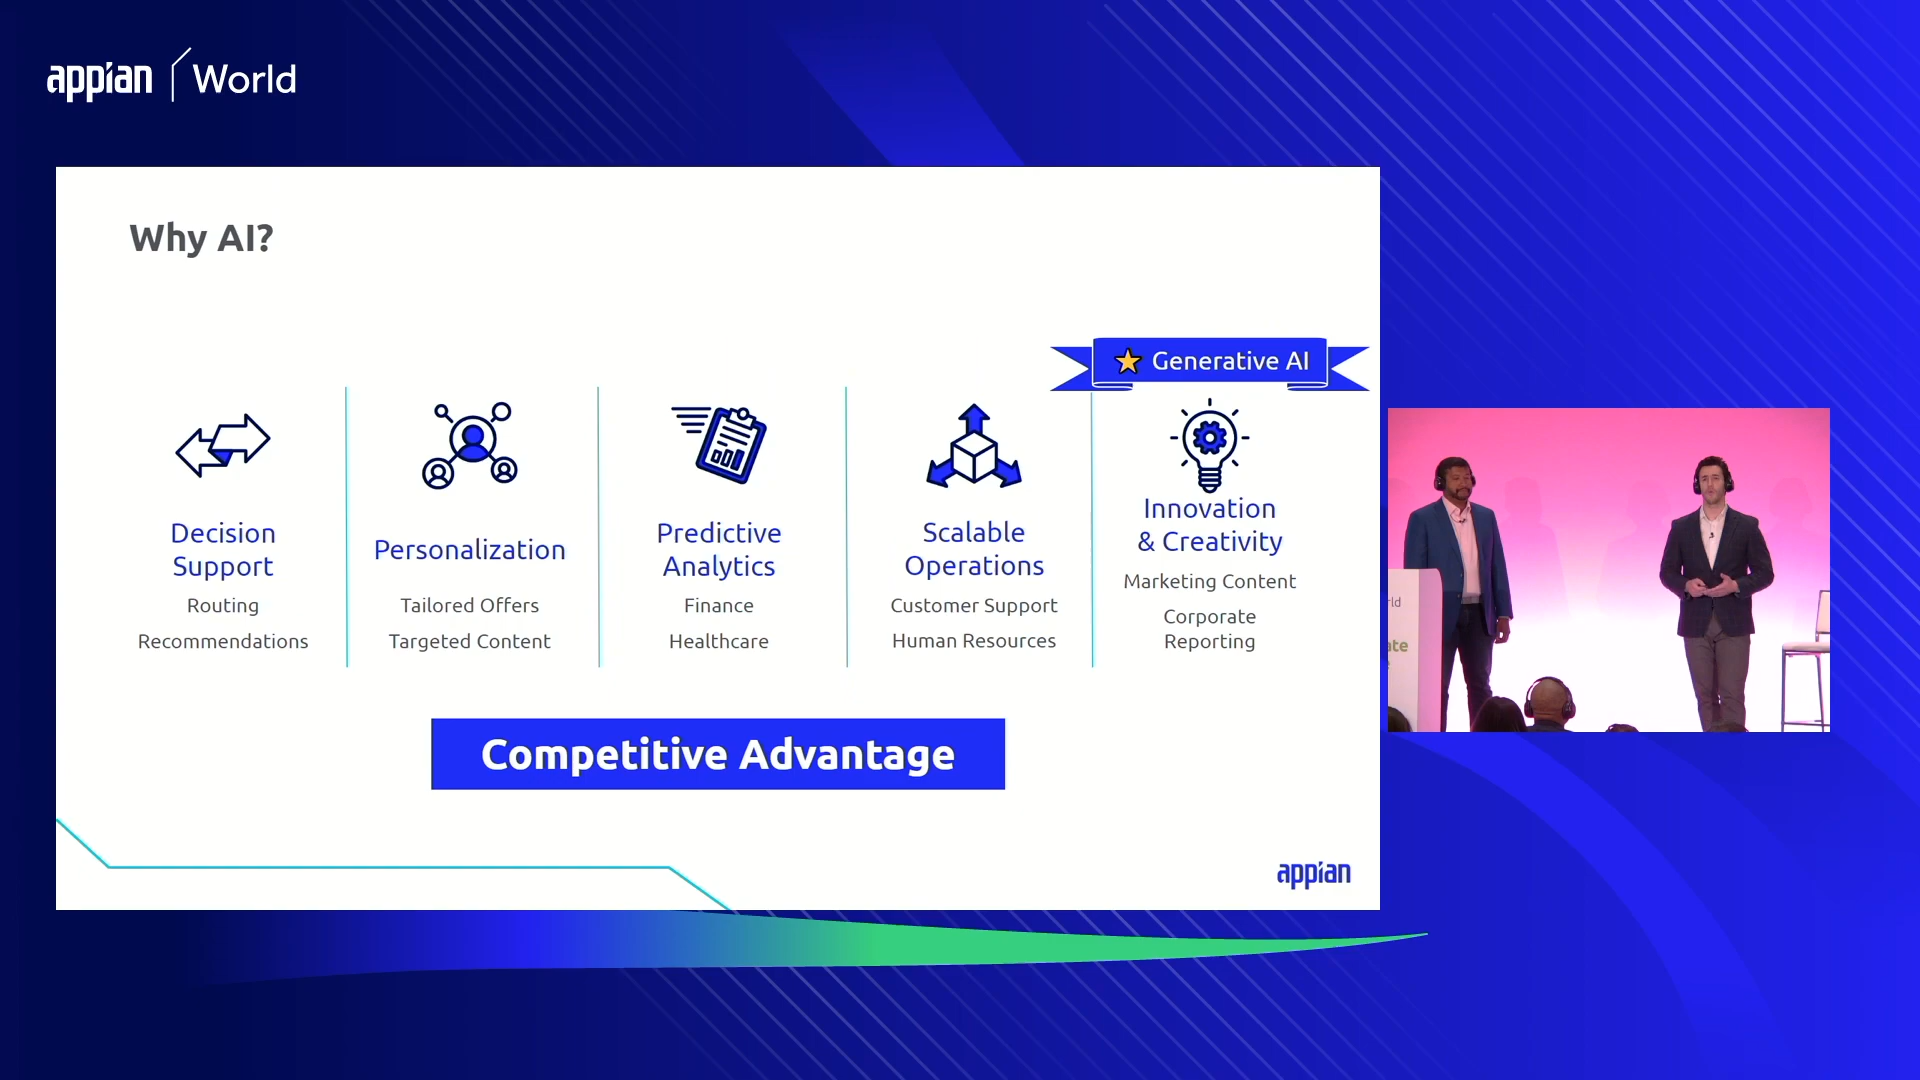 appian World
Why AI?
Generative AI
Decision
Support
Routing
Recommendations
Personalization
Tailored Offers
Targeted Content
Predictive
Analytics
Finance
Healthcare
Scalable
Operations
Customer Support
Human Resources
Innovation
& Creativity
Marketing Content
Corporate
Reporting
Competitive Advantage
appian